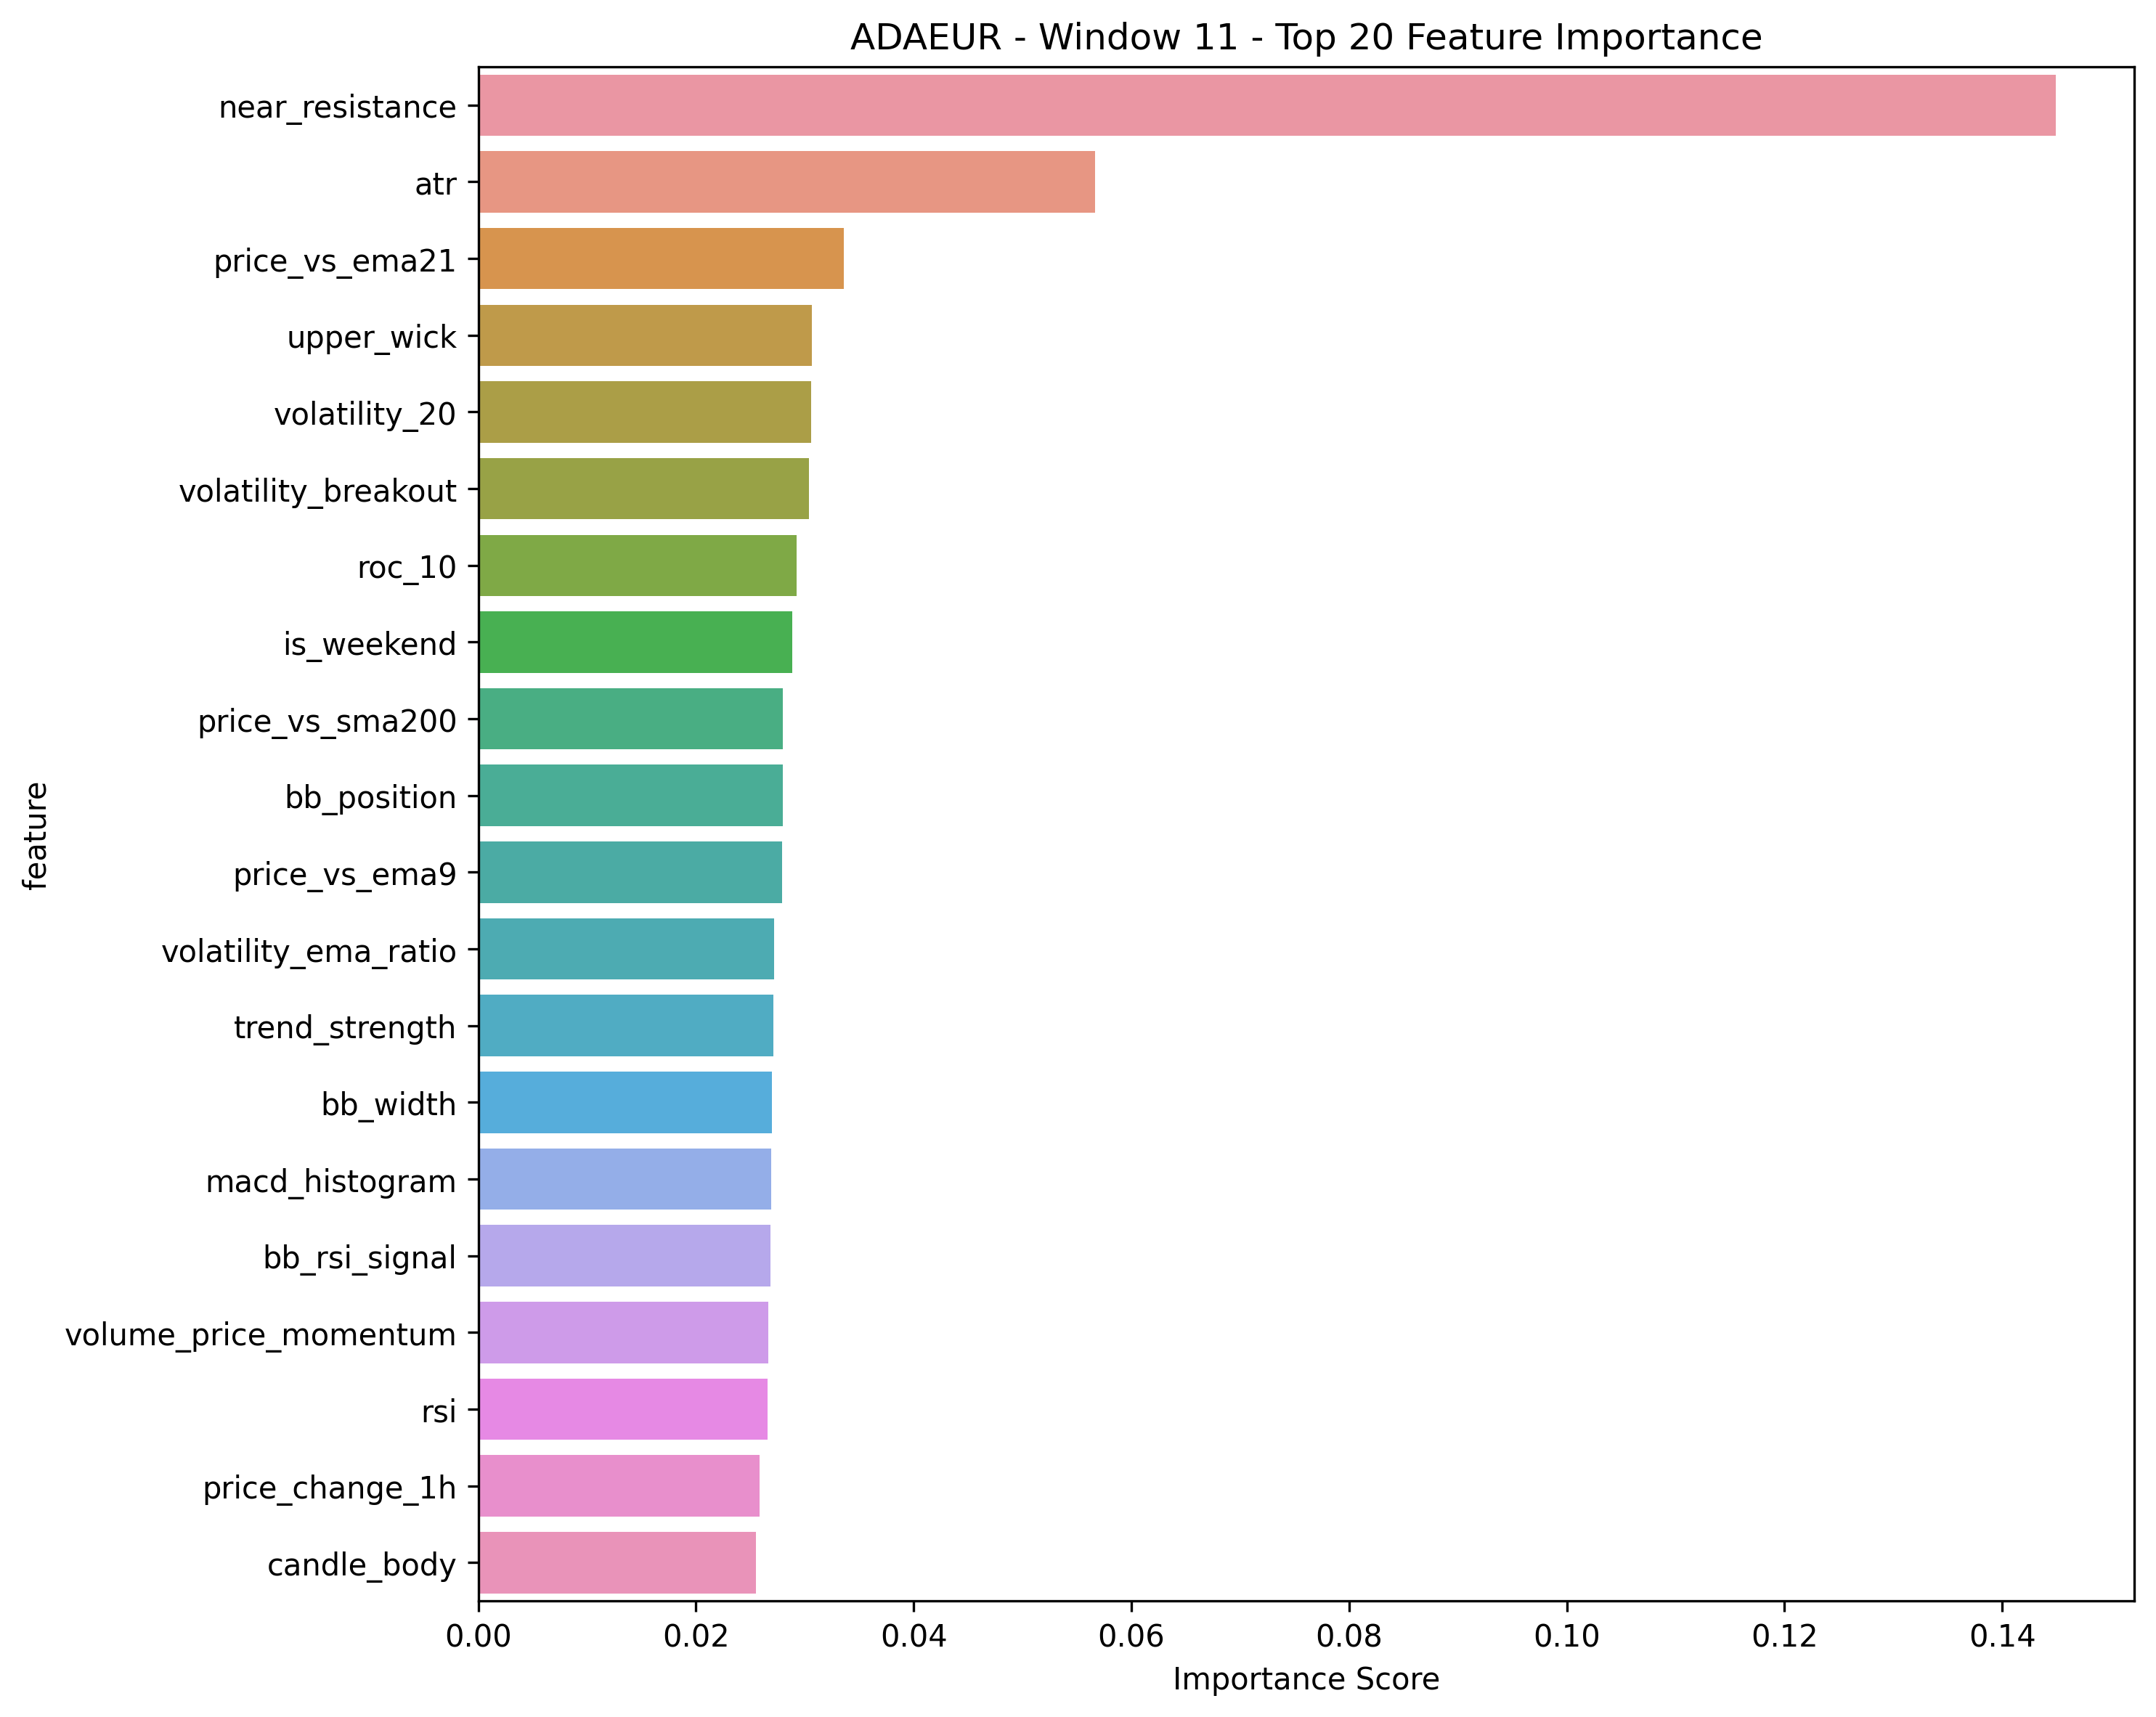 ADAEUR - Window 11 - Top 20 Feature Importance
near_resistance
atr
price_vs_ema21
upper_wick
volatility_20
volatility_breakout
roc_10
is_weekend
price_vs_sma200
bb_position
price_vs_ema9
volatility_ema_ratio
trend_strength
bb_width
macd_histogram
bb_rsi_signal
volume_price_momentum
rsi
price_change_1h
candle_body
feature
0.00 0.02 0.04 0.06 0.08 0.10 0.12 0.14
Importance Score